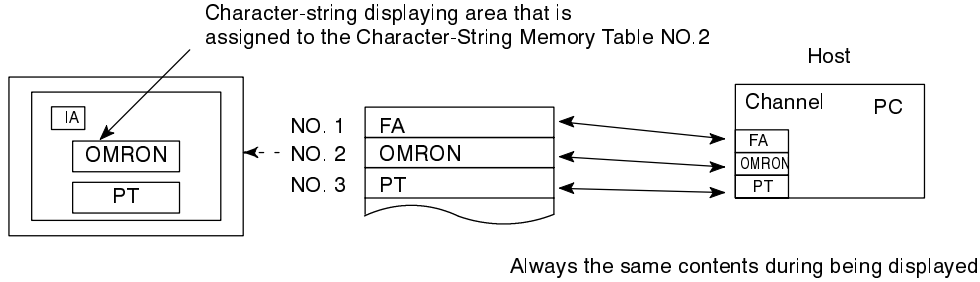 Character-string displaying area that is
assigned to the Character-String Memory Table NO.2
Host
Channel
PC
IA
OMRON
PT
NO. 1
FA
NO. 2
OMRON
NO. 3
PT
FA
OMRON
PT
Always the same contents during being displayed